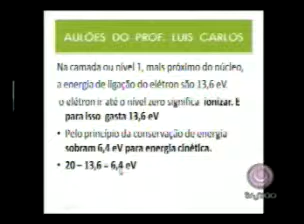 AULÕES DO PROF. LUIS CARLOS
Na camada ou nível 1, mais próximo do núcleo,
a energia de ligação do elétron são 13,6 eV
o elétron ir até o nível zero significa ionizar. E
para isso gasta 13,6 eV
• Pelo princípio da conservação de energia
sobram 6,4 eV para energia cinética.
• 20 – 13,6 = 6,4 eV